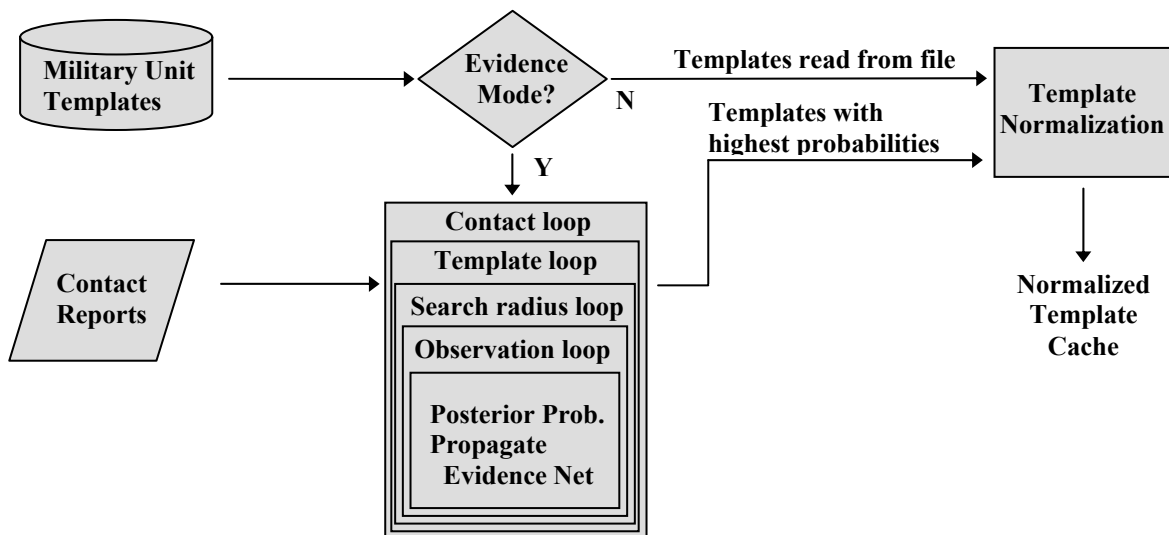 Military Unit
Templates
Evidence
Mode?
N
Y
Templates read from file
Templates with
highest probabilities
Template
Normalization
Contact
Reports
Contact loop
Template loop
Search radius loop
Observation loop
Posterior Prob.
Propagate
Evidence Net
Normalized
Template
Cache